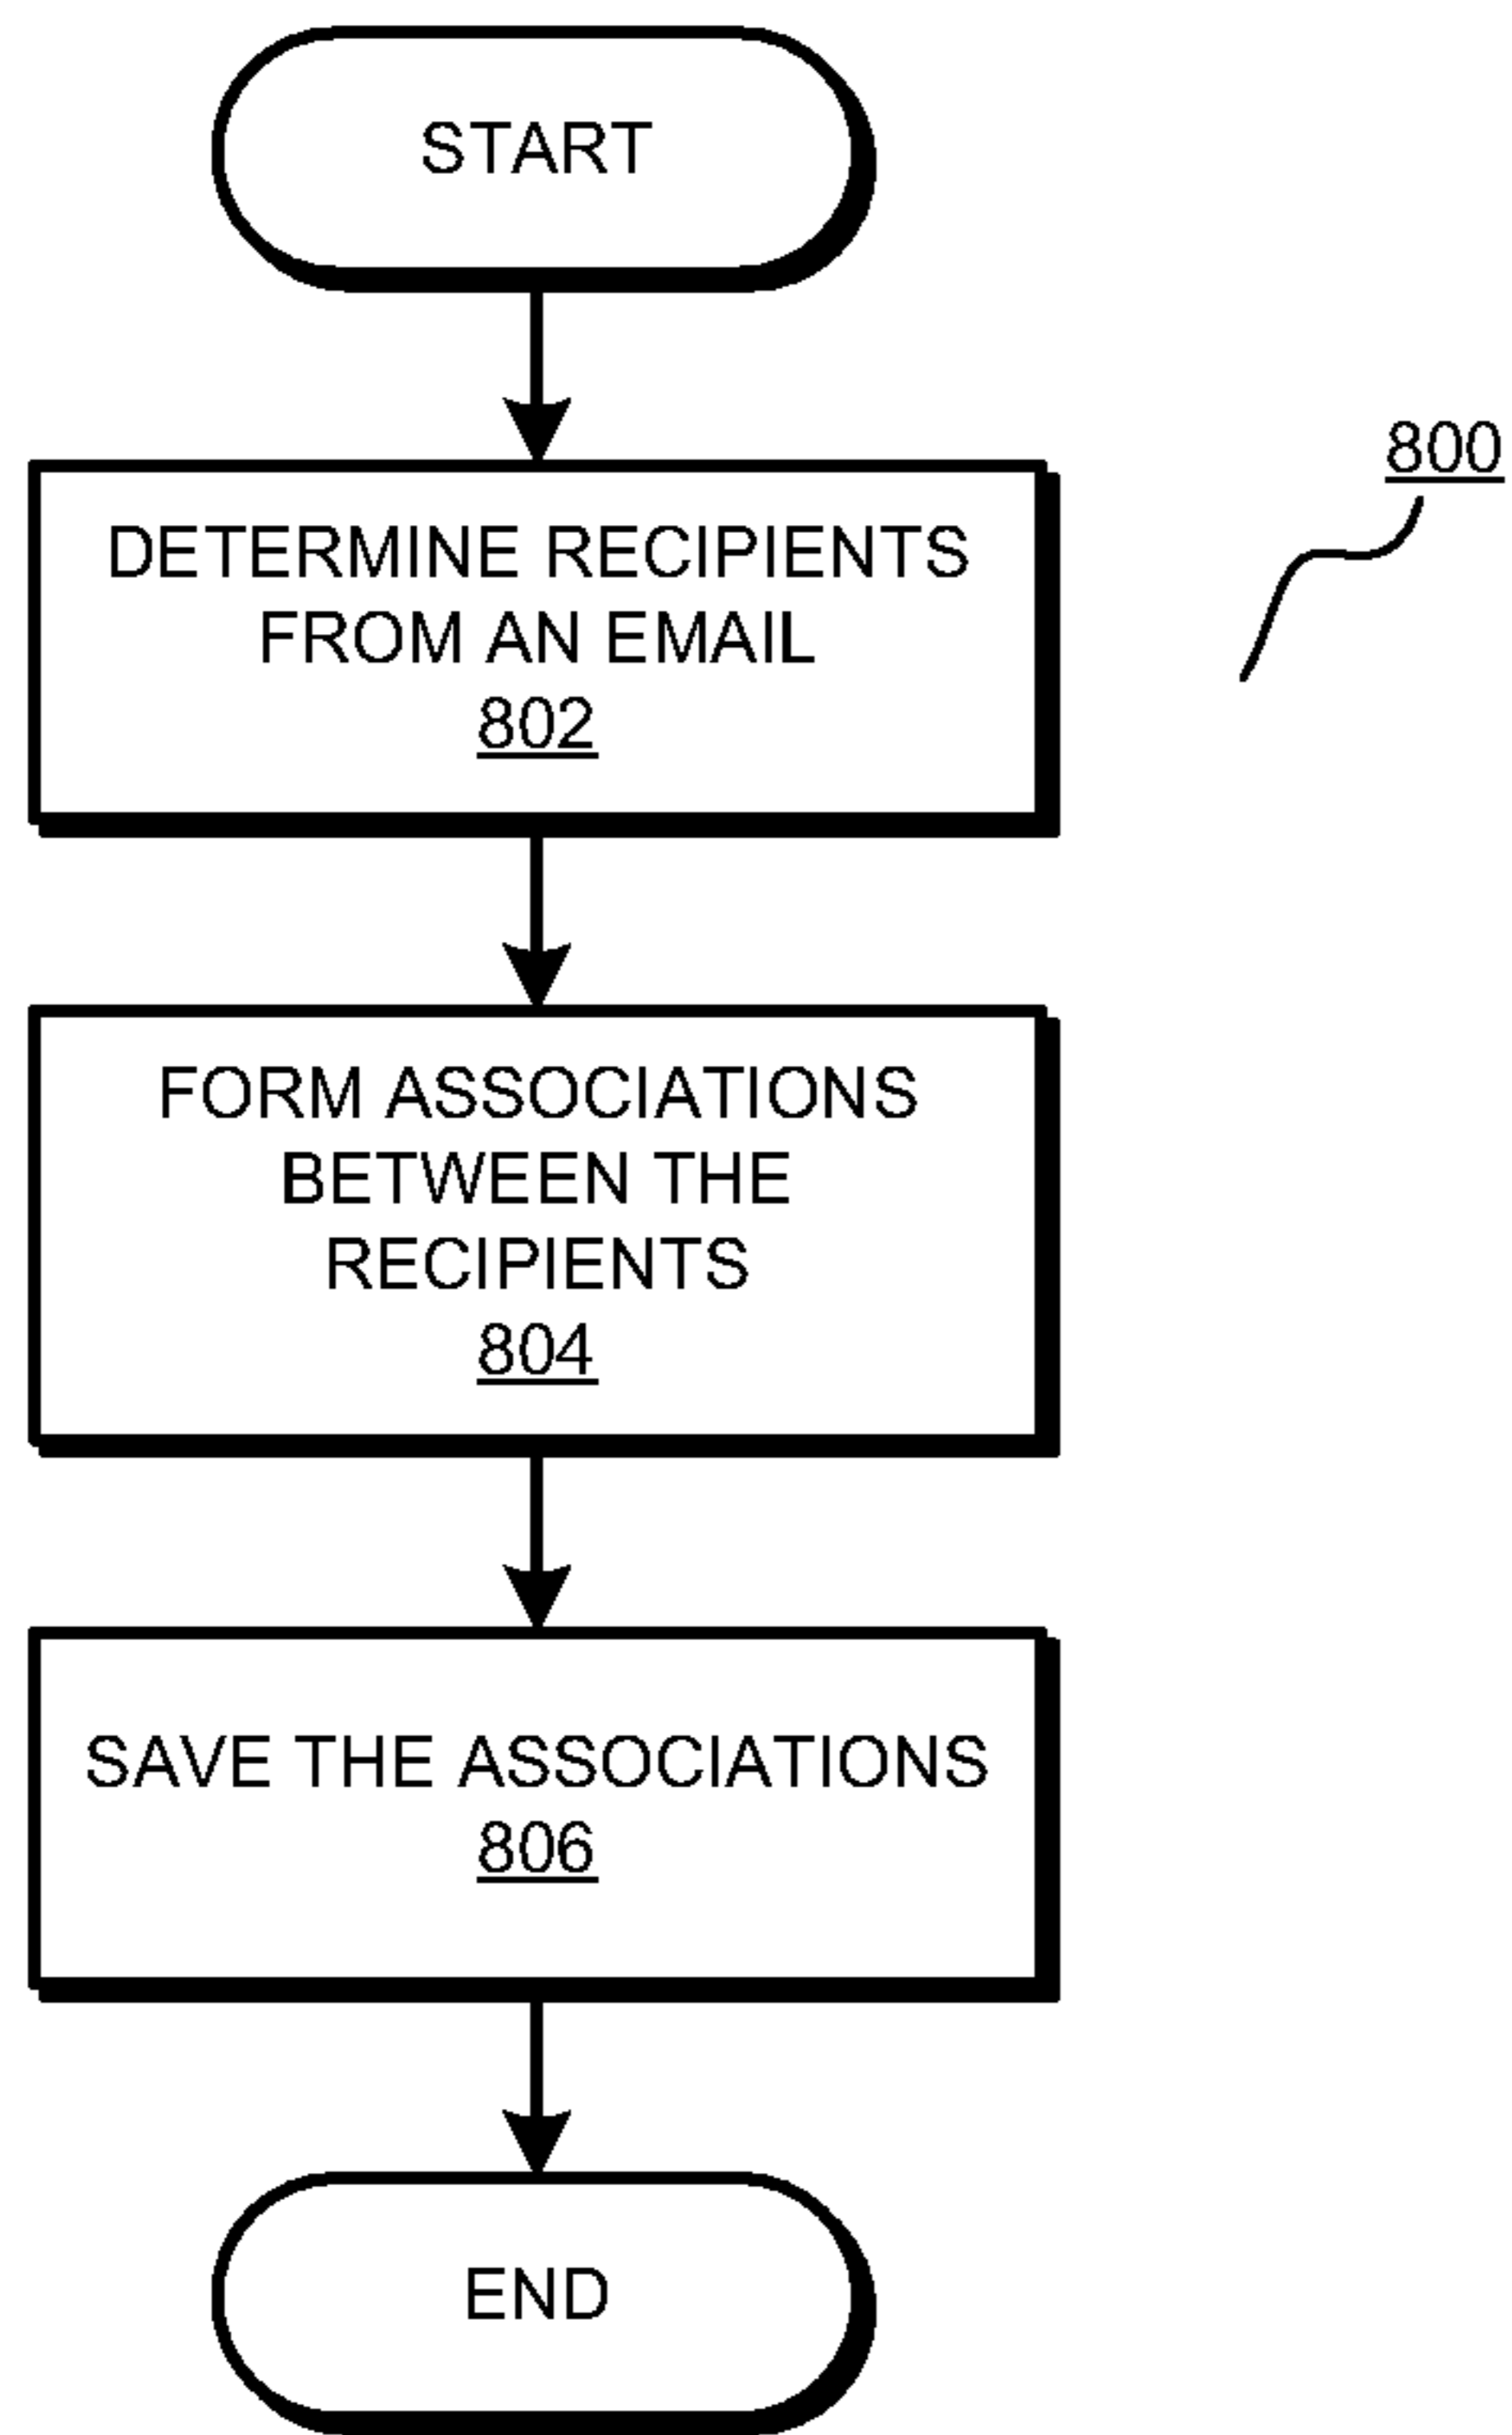 START
800
DETERMINE RECIPIENTS
FROM AN EMAIL
802
FORM ASSOCIATIONS
BETWEEN THE
RECIPIENTS
804
SAVE THE ASSOCIATIONS
806
END